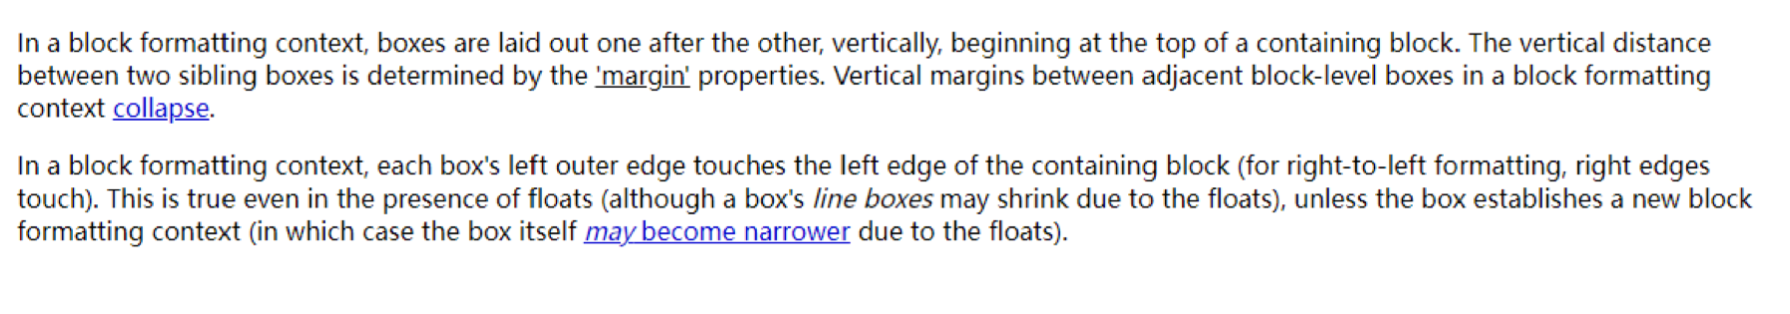 In a block formatting context, boxes are laid out one after the other, vertically, beginning at the top of a containing block. The vertical distance
between two sibling boxes is determined by the 'margin' properties. Vertical margins between adjacent block-level boxes in a block formatting
context collapse.
In a block formatting context, each box's left outer edge touches the left edge of the containing block (for right-to-left formatting, right edges
touch). This is true even in the presence of floats (although a box's line boxes may shrink due to the floats), unless the box establishes a new block
formatting context (in which case the box itself may become narrower due to the floats).